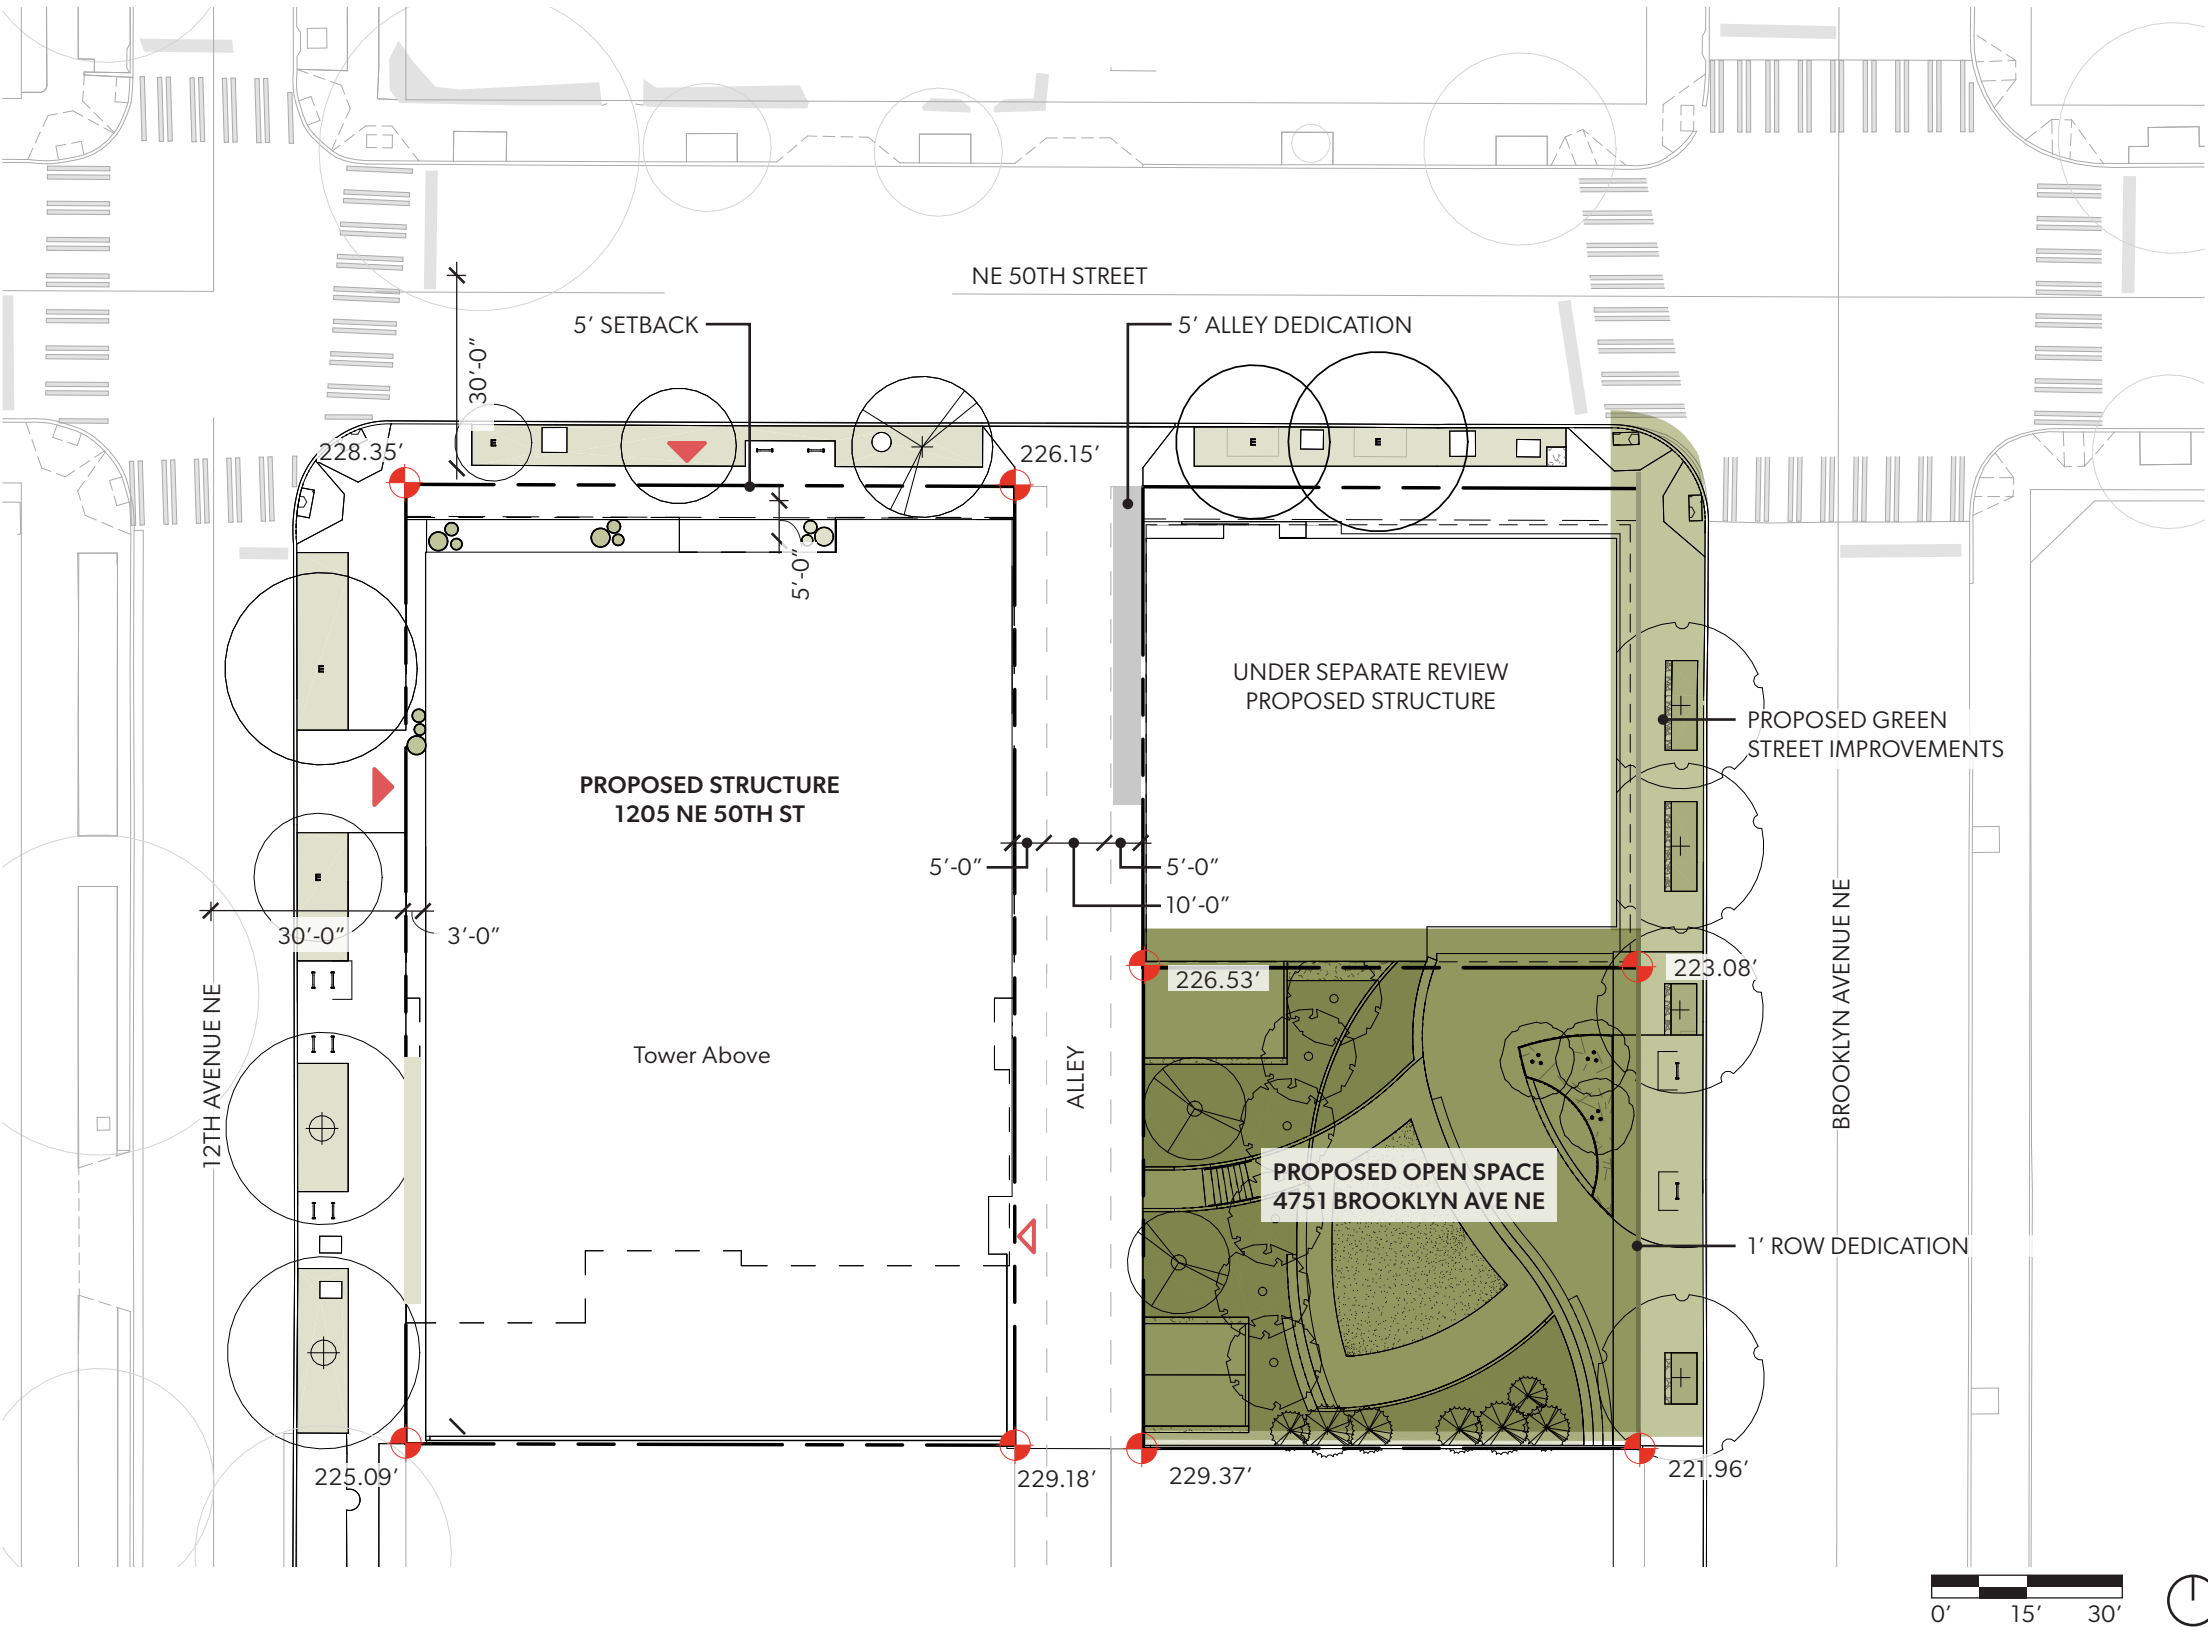 NE 50TH STREET
5’ SETBACK
5’ ALLEY DEDICATION
30’-0”
E
E
E
228.35’
226.15’
5’-0”
E
UNDER SEPARATE REVIEW
PROPOSED STRUCTURE
PROPOSED GREEN
STREET IMPROVEMENTS
PROPOSED STRUCTURE
1205 NE 50TH ST
5’-0”
5’-0”
10’-0”
E
30’-0”
3’-0”
226.53’
223.08’
12TH AVENUE NE
Tower Above
ALLEY
BROOKLYN AVENUE NE
PROPOSED OPEN SPACE
4751 BROOKLYN AVE NE
1’ ROW DEDICATION
225.09’
229.18’
229.37’
221.96’
0’ 15’ 30’